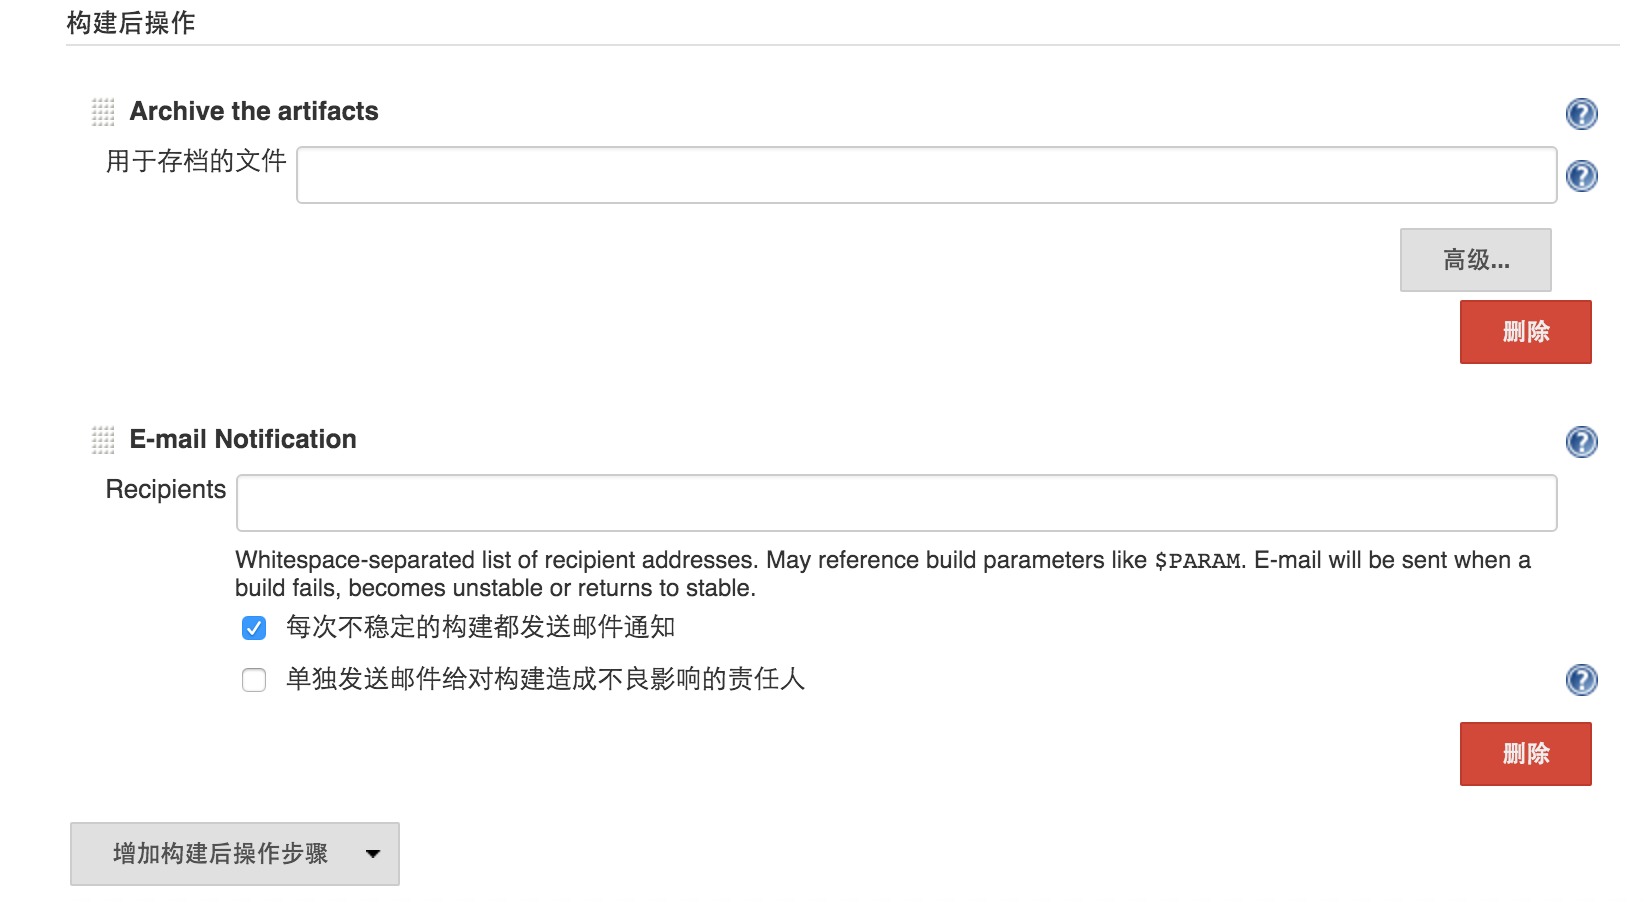 构建后操作
Archive the artifacts
用于存档的文件
高级...
删除
E-mail Notification
Recipients
Whitespace-separated list of recipient addresses. May reference build parameters like $PARAM. E-mail will be sent when a
build fails, becomes unstable or returns to stable.
每次不稳定的构建都发送邮件通知
单独发送邮件给对构建造成不良影响的责任人
删除
增加构建后操作步骤